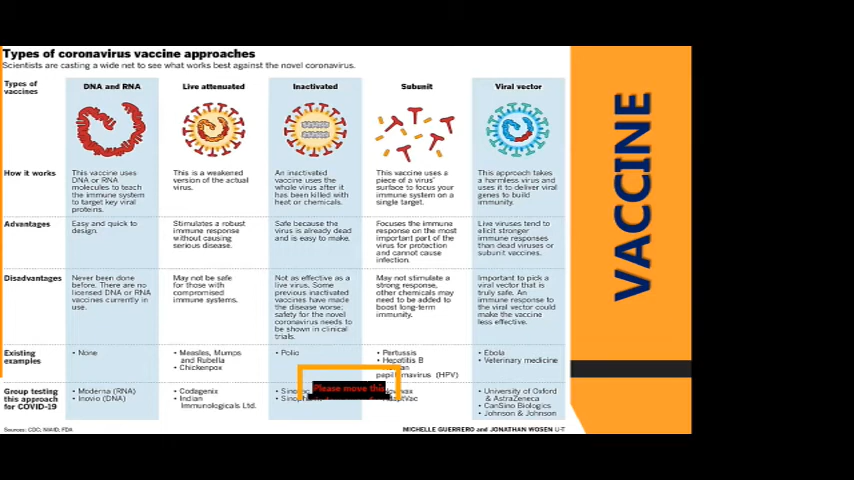 Types of coronavirus vaccine approaches
Scientists are casting a wide net to see what works best against the novel coronavirus.
Types of
vaccines
DNA and RNA
Live attenuated
Inactivated
Subunit
Viral vector
How it works
This vaccine uses
DNA or RNA
molecules to teach
the immune system
to target key viral
proteins.
This is a weakened
version of the actual
virus.
An inactivated
vaccine uses the
whole virus after it
has been killed with
heat or chemicals.
This vaccine uses a
piece of a virus'
surface to focus your
immune system on a
single target.
This approach takes
a harmless virus and
uses it to deliver viral
genes to build
immunity.
Advantages
Easy and quick to
design.
Stimulates a robust
immune response
without causing
serious disease.
Safe because the
virus is already dead
and is easy to make.
Focuses the immune
response on the most
important part of the
virus for protection
and cannot cause
infection.
Live viruses tend to
elicit stronger
immune responses
than dead viruses or
subunit vaccines.
Disadvantages
Never been done
before. There are no
licensed DNA or RNA
vaccines currently in
use.
May not be safe
for those with
compromised
immune systems.
Not as effective as a
live virus. Some
previous inactivated
vaccines have made
the disease worse;
safety for the novel
coronavirus needs to
be shown in clinical
trials.
May not stimulate a
strong response,
other chemicals may
need to be added to
boost long-term
immunity.
Important to pick a
viral vector that is
truly safe. An
immune response to
the viral vector could
make the vaccine
less effective.
Existing
examples
• None
• Measles, Mumps
and Rubella
• Chickenpox
• Polio
• Pertussis
• Hepatitis B
(HPV)
• Ebola
• Veterinary medicine
Group testing
this approach
for COVID-19
• Moderna (RNA)
• Inovio (DNA)
• Codagenix
• Indian
Immunologicals Ltd.
Please move this
• University of Oxford
& AstraZeneca
• CanSino Biologics
• Johnson & Johnson
Sources: CDC, NIAID, FDA
MICHELLE GUERRERO and JONATHAN WOSEN U-T
VACCINE